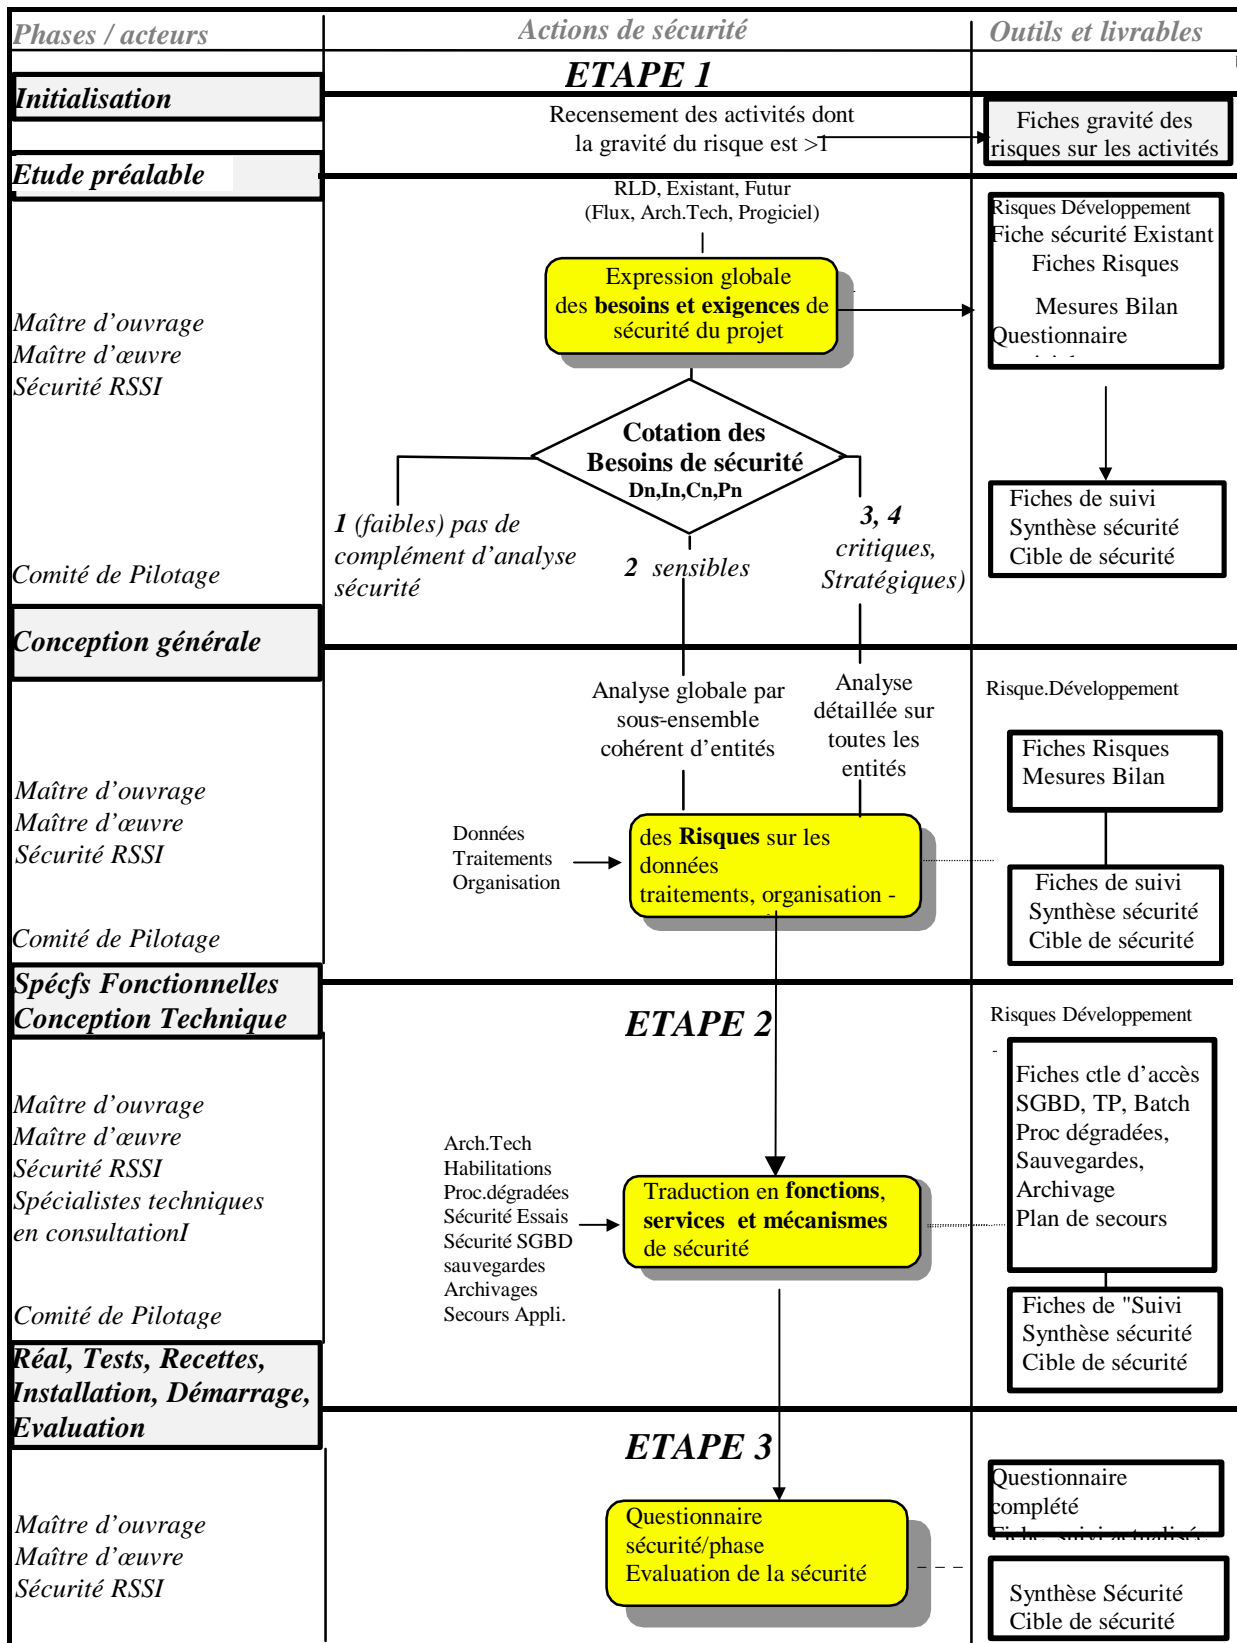 Phases / acteurs
Actions de sécurité
Outils et livrables
ETAPE 1
Initialisation
Recensement des activités dont
la gravité du risque est >1
Fiches gravité des
risques sur les activités
Etude préalable
RLD, Existant, Futur
(Flux, Arch.Tech, Progiciel)
Expression globale
des besoins et exigences de
sécurité du projet
Risques Développement
Fiche sécurité Existant
Fiches Risques
Mesures Bilan
Questionnaire
Maître d'ouvrage
Maître d'œuvre
Sécurité RSSI
Cotation des
Besoins de sécurité
Dn,In,Cn,Pn
1 (faibles) pas de
complément d'analyse
sécurité
2 sensibles
3, 4
critiques,
Stratégiques)
Fiches de suivi
Synthèse sécurité
Cible de sécurité
Comité de Pilotage
Conception générale
Analyse globale par
sous-ensemble
cohérent d'entités
Analyse
détaillée sur
toutes les
entités
Risque.Développement
Fiches Risques
Mesures Bilan
Maître d'ouvrage
Maître d'œuvre
Sécurité RSSI
Données
Traitements
Organisation
des Risques sur les
données
traitements, organisation -
Fiches de suivi
Synthèse sécurité
Cible de sécurité
Comité de Pilotage
Spécfs Fonctionnelles
Conception Technique
ETAPE 2
Risques Développement
Fiches ctle d'accès
SGBD, TP, Batch
Proc dégradées,
Sauvegardes,
Archivage
Plan de secours
Maître d'ouvrage
Maître d'œuvre
Sécurité RSSI
Spécialistes techniques
en consultationI
Arch.Tech
Habilitations
Proc.dégradées
Sécurité Essais
Sécurité SGBD
sauvegardes
Archivages
Secours Appli.
Traduction en fonctions,
services et mécanismes
de sécurité
Fiches de "Suivi
Synthèse sécurité
Cible de sécurité
Comité de Pilotage
Réal, Tests, Recettes,
Installation, Démarrage,
Evaluation
ETAPE 3
Questionnaire
complété
Fiche suivi actualisée
Maître d'ouvrage
Maître d'œuvre
Sécurité RSSI
Questionnaire
sécurité/phase
Evaluation de la sécurité
Synthèse Sécurité
Cible de sécurité